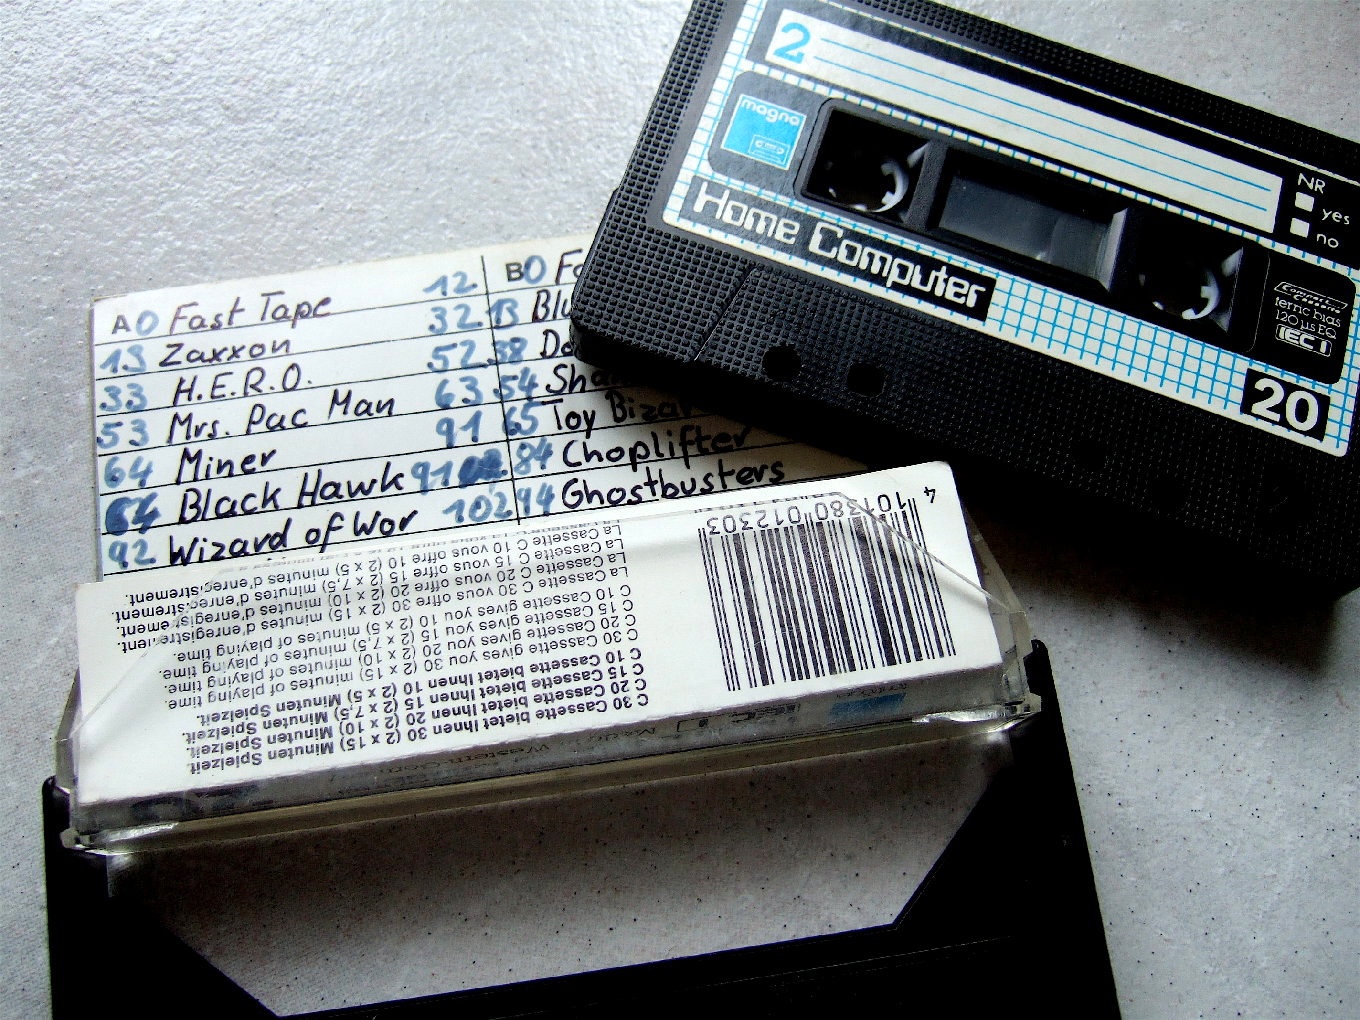 2
magna
Home Computer
NR
yes
no
Compact
Cassette
ferric bias
120 µs EQ
IEC I
20
A 0 Fast Tape 12
19 Zaxxon 32
33 H.E.R.O. 52
53 Mrs. Pac Man 63
64 Miner 91
64 Black Hawk 91
92 Wizard of Wor 102
B 0
13
38
54
65 Toy Bizar
84 Choplifter
94 Ghostbusters
4 101380 012303
C 30 Cassette bietet Ihnen 30 (2 x 15) Minuten Spielzeit.
C 20 Cassette bietet Ihnen 20 (2 x 10) Minuten Spielzeit.
C 15 Cassette bietet Ihnen 15 (2 x 7,5) Minuten Spielzeit.
C 10 Cassette bietet Ihnen 10 (2 x 5) Minuten Spielzeit.
C 30 Cassette gives you 30 (2 x 15) minutes of playing time.
C 20 Cassette gives you 20 (2 x 10) minutes of playing time.
C 15 Cassette gives you 15 (2 x 7,5) minutes of playing time.
C 10 Cassette gives you 10 (2 x 5) minutes of playing time.
La Cassette C 30 vous offre 30 (2 x 15) minutes d'enregistrement.
La Cassette C 20 vous offre 20 (2 x 10) minutes d'enregistrement.
La Cassette C 15 vous offre 15 (2 x 7,5) minutes d'enregistrement.
La Cassette C 10 vous offre 10 (2 x 5) minutes d'enregistrement.